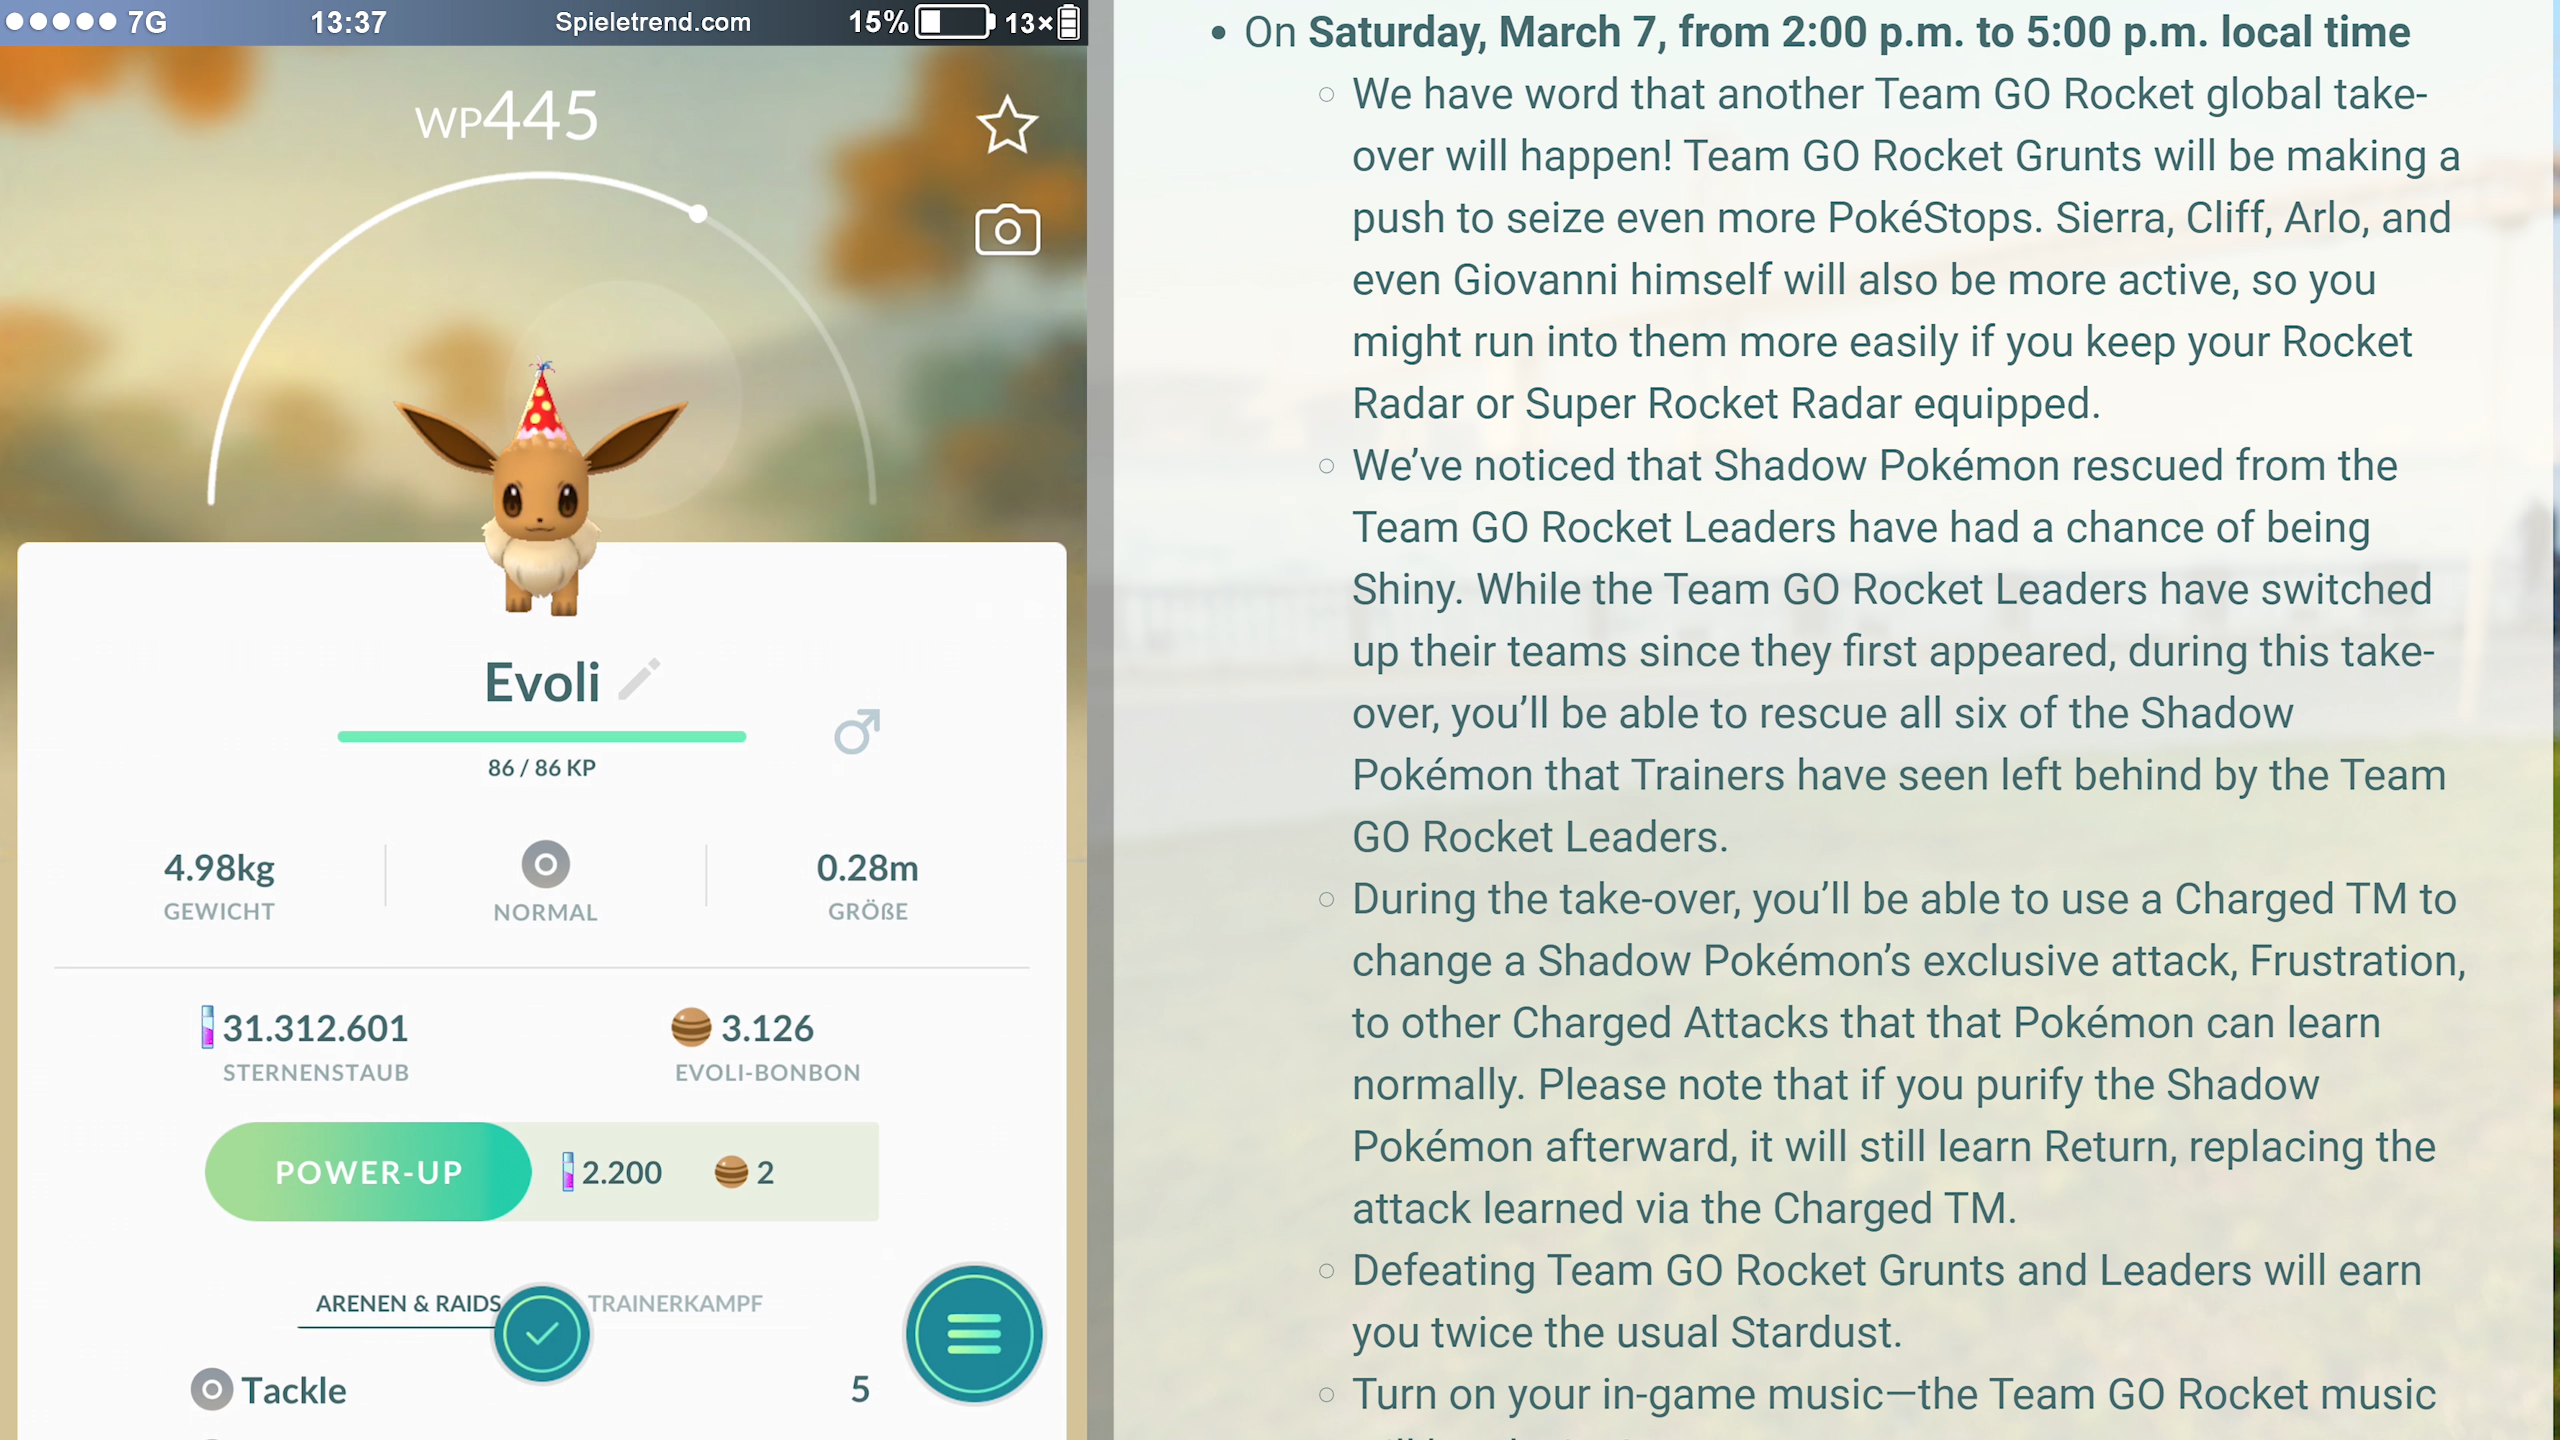 7G 13:37 Spieletrend.com 15% 13×
WP445
Evoli
86 / 86 KP
4.98kg
GEWICHT
NORMAL
0.28m
GRÖßE
31.312.601
STERNENSTAUB
3.126
EVOLI-BONBON
POWER-UP 2.200 2
ARENEN & RAIDS TRAINERKAMPF
Tackle 5
• On Saturday, March 7, from 2:00 p.m. to 5:00 p.m. local time
○ We have word that another Team GO Rocket global take-
over will happen! Team GO Rocket Grunts will be making a
push to seize even more PokéStops. Sierra, Cliff, Arlo, and
even Giovanni himself will also be more active, so you
might run into them more easily if you keep your Rocket
Radar or Super Rocket Radar equipped.
○ We’ve noticed that Shadow Pokémon rescued from the
Team GO Rocket Leaders have had a chance of being
Shiny. While the Team GO Rocket Leaders have switched
up their teams since they first appeared, during this take-
over, you’ll be able to rescue all six of the Shadow
Pokémon that Trainers have seen left behind by the Team
GO Rocket Leaders.
○ During the take-over, you’ll be able to use a Charged TM to
change a Shadow Pokémon’s exclusive attack, Frustration,
to other Charged Attacks that that Pokémon can learn
normally. Please note that if you purify the Shadow
Pokémon afterward, it will still learn Return, replacing the
attack learned via the Charged TM.
○ Defeating Team GO Rocket Grunts and Leaders will earn
you twice the usual Stardust.
○ Turn on your in-game music—the Team GO Rocket music